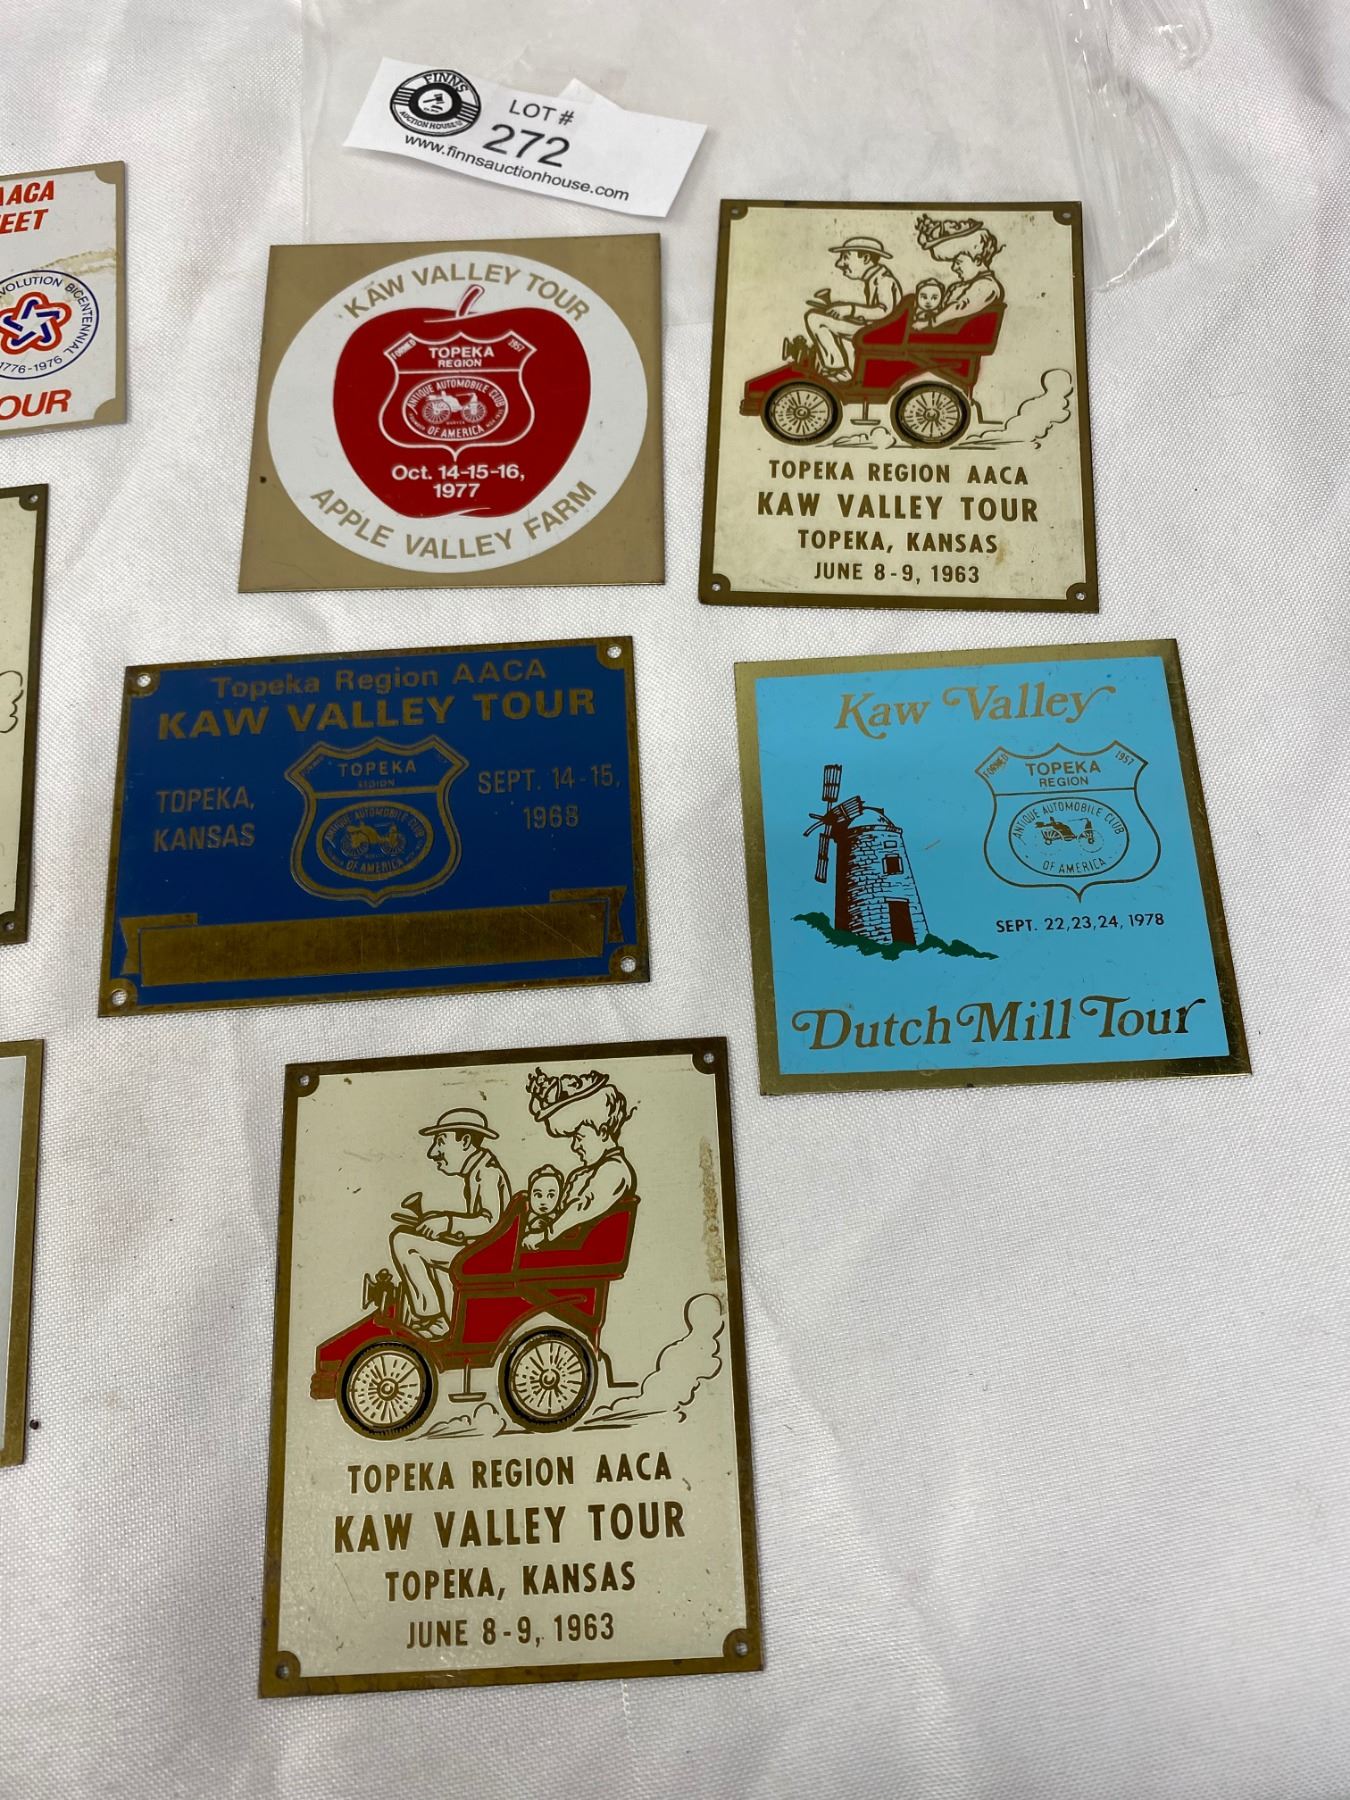 FINNS
AUCTION HOUSE
LOT #
272
www.finnsauctionhouse.com
AACA
EET
VOLUTION BICENTENNIAL
1776-1976
OUR
KAW VALLEY TOUR
FORMED 1957
TOPEKA
REGION
ANTIQUE AUTOMOBILE CLUB
OF AMERICA
Oct. 14-15-16,
1977
APPLE VALLEY FARM
TOPEKA REGION AACA
KAW VALLEY TOUR
TOPEKA, KANSAS
JUNE 8-9, 1963
Topeka Region AACA
KAW VALLEY TOUR
TOPEKA,
KANSAS
TOPEKA
REGION
ANTIQUE AUTOMOBILE CLUB
OF AMERICA
SEPT. 14-15,
1968
Kaw Valley
FORMED 1957
TOPEKA
REGION
ANTIQUE AUTOMOBILE CLUB
OF AMERICA
SEPT. 22,23,24, 1978
Dutch Mill Tour
TOPEKA REGION AACA
KAW VALLEY TOUR
TOPEKA, KANSAS
JUNE 8-9, 1963